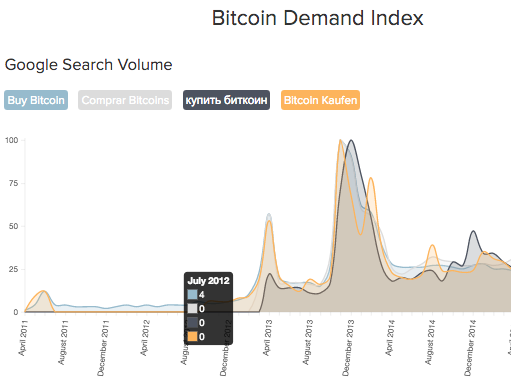 Bitcoin Demand Index
Google Search Volume
Buy Bitcoin
Comprar Bitcoins
купить биткоин
Bitcoin Kaufen
100
75
50
25
0
July 2012
4
0
0
0
April 2011
August 2011
December 2011
April 2012
December 2012
April 2013
August 2013
December 2013
April 2014
August 2014
December 2014